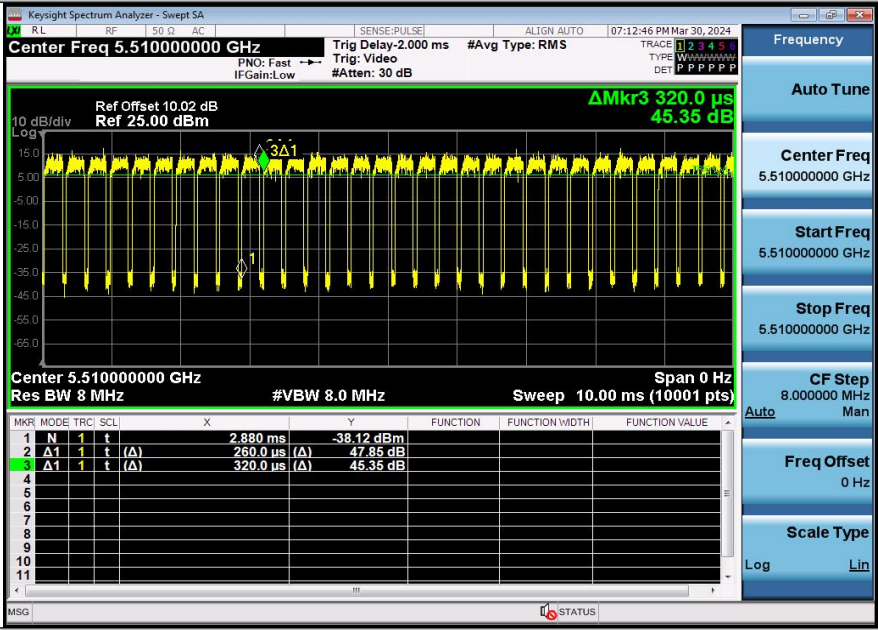 Keysight Spectrum Analyzer - Swept SA
LXI RL RF 50 Ω AC SENSE:PULSE ALIGN AUTO 07:12:46 PM Mar 30, 2024
Center Freq 5.510000000 GHz
PNO: Fast
IFGain:Low
Trig Delay-2.000 ms
Trig: Video
#Atten: 30 dB
#Avg Type: RMS
TRACE 1 2 3 4 5 6
TYPE WWWWWW
DET P P P P P P
Frequency
ΔMkr3 320.0 µs
45.35 dB
Ref Offset 10.02 dB
10 dB/div Ref 25.00 dBm
Log
15.0
5.00
-5.00
-15.0
-25.0
-35.0
-45.0
-55.0
-65.0
3Δ1
1
Center 5.510000000 GHz Span 0 Hz
Res BW 8 MHz #VBW 8.0 MHz Sweep 10.00 ms (10001 pts)
MKR MODE TRC SCL X Y FUNCTION FUNCTION WIDTH FUNCTION VALUE
1 N 1 t 2.880 ms -38.12 dBm
2 Δ1 1 t (Δ) 260.0 µs (Δ) 47.85 dB
3 Δ1 1 t (Δ) 320.0 µs (Δ) 45.35 dB
4
5
6
7
8
9
10
11
MSG STATUS
Auto Tune
Center Freq
5.510000000 GHz
Start Freq
5.510000000 GHz
Stop Freq
5.510000000 GHz
CF Step
8.000000 MHz
Auto Man
Freq Offset
0 Hz
Scale Type
Log Lin